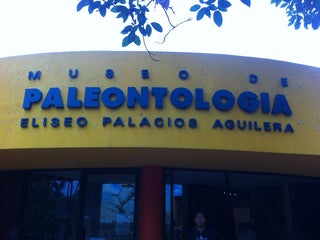 MUSEO DE
PALEONTOLOGIA
ELISEO PALACIOS AGUILERA